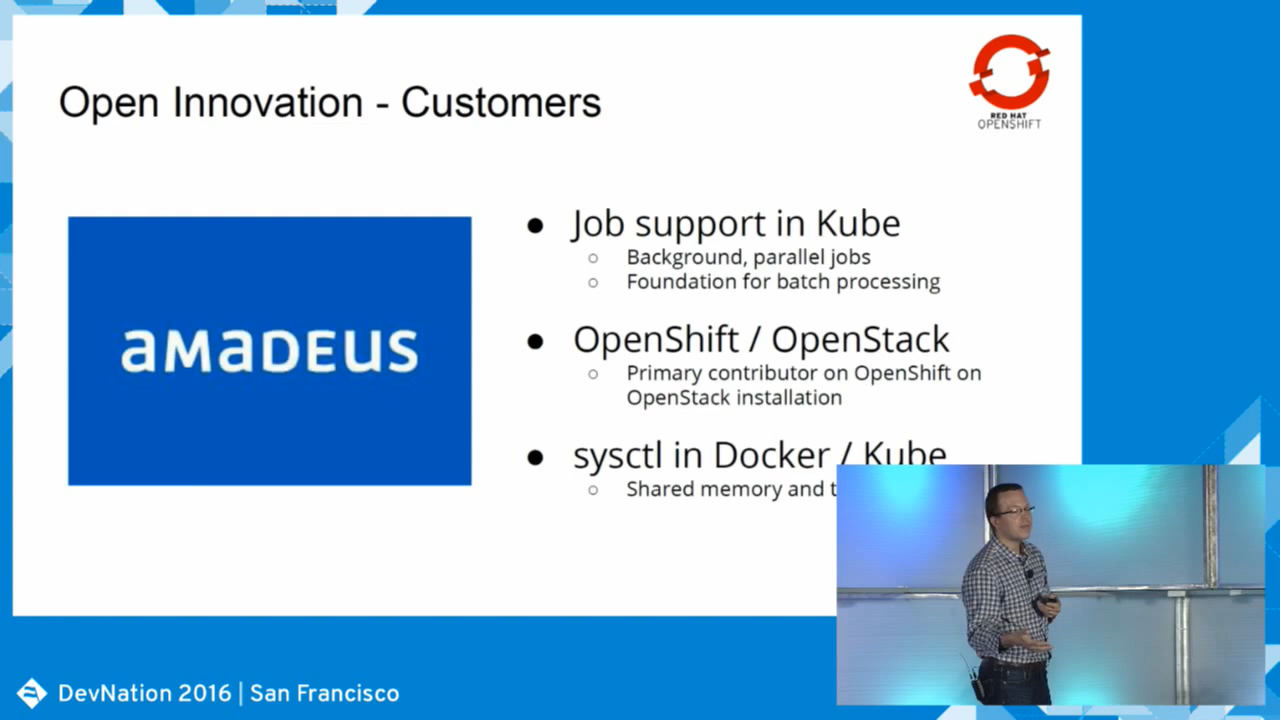 Open Innovation - Customers
RED HAT
OPENSHIFT
amadeus
● Job support in Kube
○ Background, parallel jobs
○ Foundation for batch processing
● OpenShift / OpenStack
○ Primary contributor on OpenShift on
OpenStack installation
● sysctl in Docker / Kube
○ Shared memory and
DevNation 2016 | San Francisco